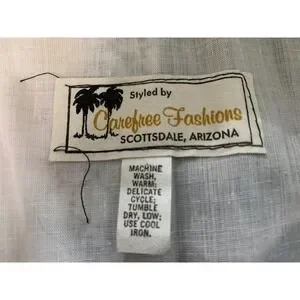 Styled by
Carefree Fashions
SCOTTSDALE, ARIZONA
MACHINE
WASH,
WARM;
DELICATE
CYCLE;
TUMBLE
DRY, LOW;
USE COOL
IRON.